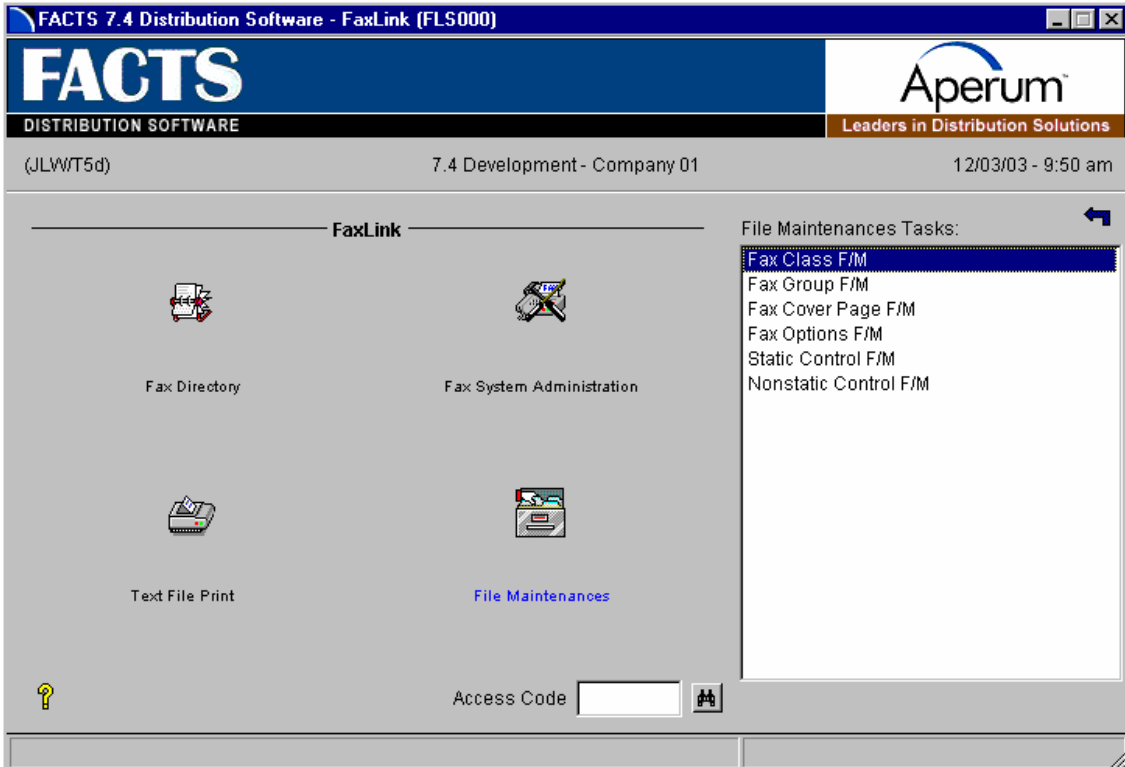 FACTS 7.4 Distribution Software - FaxLink (FLS000)
FACTS
DISTRIBUTION SOFTWARE
Aperum™
Leaders in Distribution Solutions
(JLW/T5d)
7.4 Development - Company 01
12/03/03 - 9:50 am
FaxLink
Fax Directory
Fax System Administration
Text File Print
File Maintenances
Access Code
File Maintenances Tasks:
Fax Class F/M
Fax Group F/M
Fax Cover Page F/M
Fax Options F/M
Static Control F/M
Nonstatic Control F/M